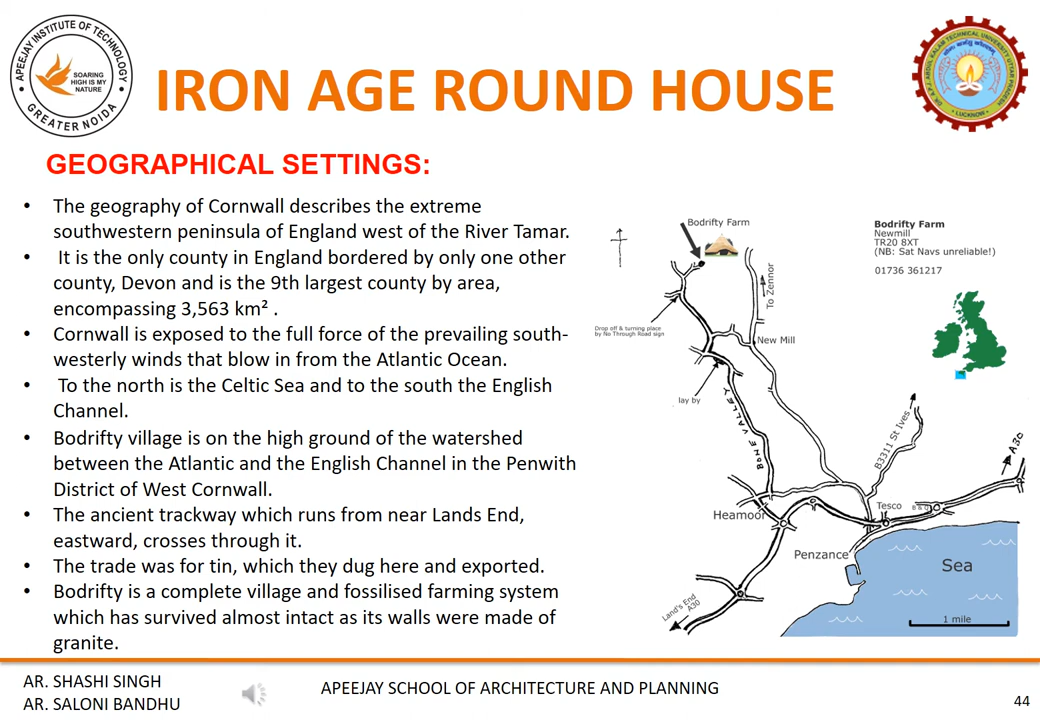 APEEJAY INSTITUTE OF TECHNOLOGY
GREATER NOIDA
SOARING
HIGH IS MY
NATURE
IRON AGE ROUND HOUSE
DR. A.P.J. ABDUL KALAM TECHNICAL UNIVERSITY UTTAR PRADESH
LUCKNOW
GEOGRAPHICAL SETTINGS:
• The geography of Cornwall describes the extreme
southwestern peninsula of England west of the River Tamar.
• It is the only county in England bordered by only one other
county, Devon and is the 9th largest county by area,
encompassing 3,563 km² .
• Cornwall is exposed to the full force of the prevailing south-
westerly winds that blow in from the Atlantic Ocean.
• To the north is the Celtic Sea and to the south the English
Channel.
• Bodrifty village is on the high ground of the watershed
between the Atlantic and the English Channel in the Penwith
District of West Cornwall.
• The ancient trackway which runs from near Lands End,
eastward, crosses through it.
• The trade was for tin, which they dug here and exported.
• Bodrifty is a complete village and fossilised farming system
which has survived almost intact as its walls were made of
granite.
Bodrifty Farm
Bodrifty Farm
Newmill
TR20 8XT
(NB: Sat Navs unreliable!)
01736 361217
To Zennor
Drop off & turning place
by No Through Road sign
New Mill
lay by
BONE VALLEY
B3311 St Ives
A30
Heamoor
Tesco
B & Q
Penzance
Sea
Land's End
A30
1 mile
AR. SHASHI SINGH
AR. SALONI BANDHU
APEEJAY SCHOOL OF ARCHITECTURE AND PLANNING
44